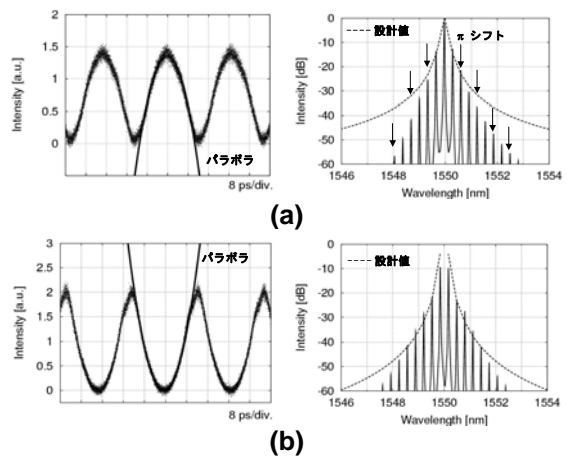 2
1.5
1
0.5
0
Intensity [a.u.]
パラボラ
8 ps/div.
0
-10
-20
-30
-40
-50
-60
Intensity [dB]
設計値
π シフト
1546 1548 1550 1552 1554
Wavelength [nm]
(a)
3
2.5
2
1.5
1
0.5
0
Intensity [a.u.]
パラボラ
8 ps/div.
0
-10
-20
-30
-40
-50
-60
Intensity [dB]
設計値
1546 1548 1550 1552 1554
Wavelength [nm]
(b)